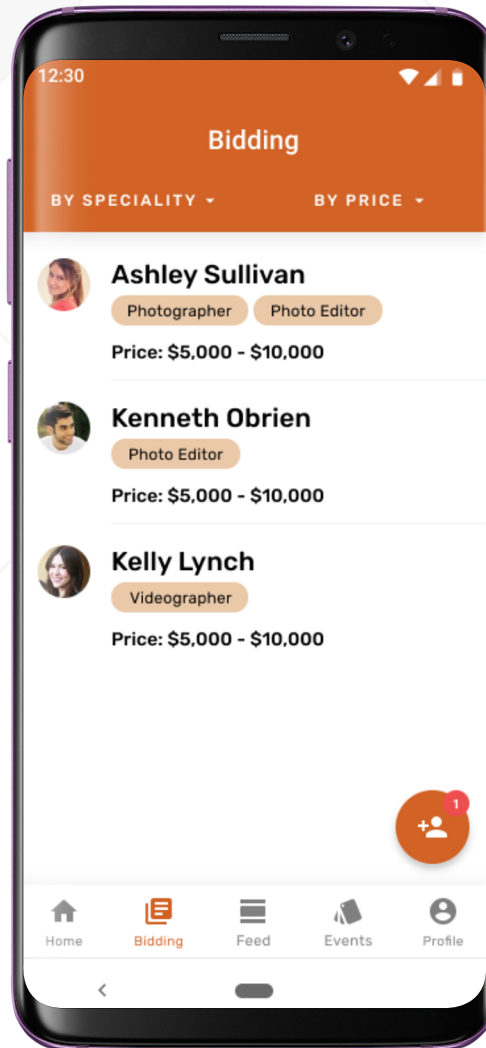 12:30
Bidding
BY SPECIALITY BY PRICE
Ashley Sullivan
Photographer Photo Editor
Price: $5,000 - $10,000
Kenneth Obrien
Photo Editor
Price: $5,000 - $10,000
Kelly Lynch
Videographer
Price: $5,000 - $10,000
1
Home Bidding Feed Events Profile